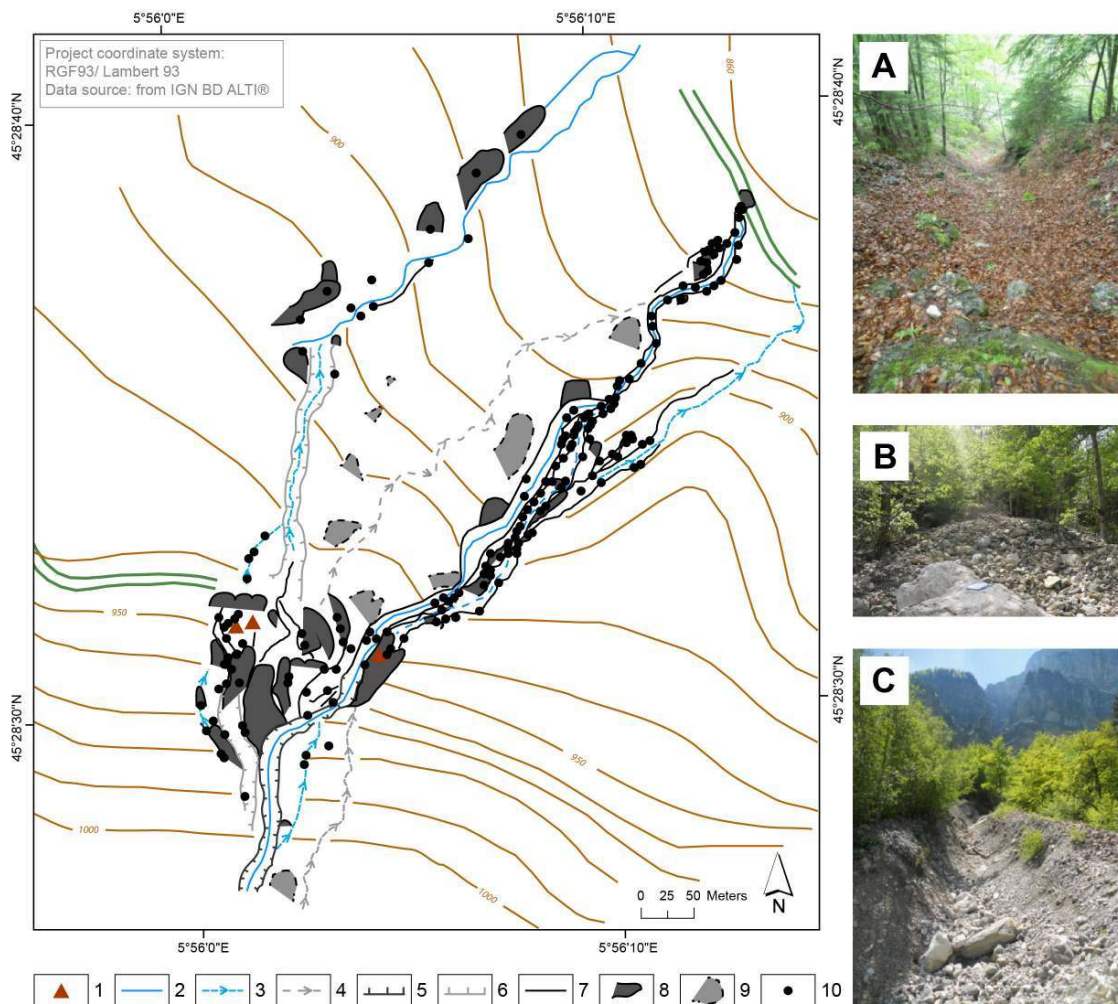 5°56'0"E
5°56'10"E
Project coordinate system:
RGF93/ Lambert 93
Data source: from IGN BD ALTI®
860
A
45°28'40"N
45°28'40"N
900
B
900
950
C
45°28'30"N
45°28'30"N
950
1000
1000
0 25 50 Meters
N
5°56'0"E
5°56'10"E
1 2 3 4 5 6 7 8 9 10